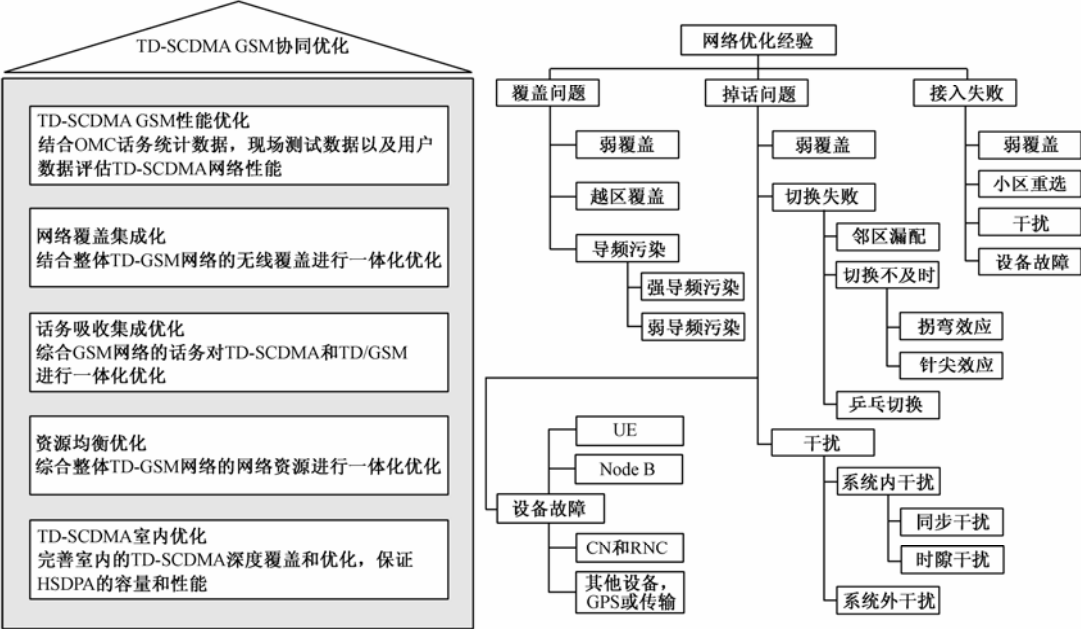 TD-SCDMA GSM协同优化
TD-SCDMA GSM性能优化
结合OMC话务统计数据，现场测试数据以及用户
数据评估TD-SCDMA网络性能
网络覆盖集成化
结合整体TD-GSM网络的无线覆盖进行一体化优化
话务吸收集成优化
综合GSM网络的话务对TD-SCDMA和TD/GSM
进行一体化优化
资源均衡优化
综合整体TD-GSM网络的网络资源进行一体化优化
TD-SCDMA室内优化
完善室内的TD-SCDMA深度覆盖和优化，保证
HSDPA的容量和性能
网络优化经验
覆盖问题
弱覆盖
越区覆盖
导频污染
强导频污染
弱导频污染
掉话问题
弱覆盖
切换失败
邻区漏配
切换不及时
拐弯效应
针尖效应
乒乓切换
干扰
系统内干扰
同步干扰
时隙干扰
系统外干扰
设备故障
UE
Node B
CN和RNC
其他设备，
GPS或传输
接入失败
弱覆盖
小区重选
干扰
设备故障